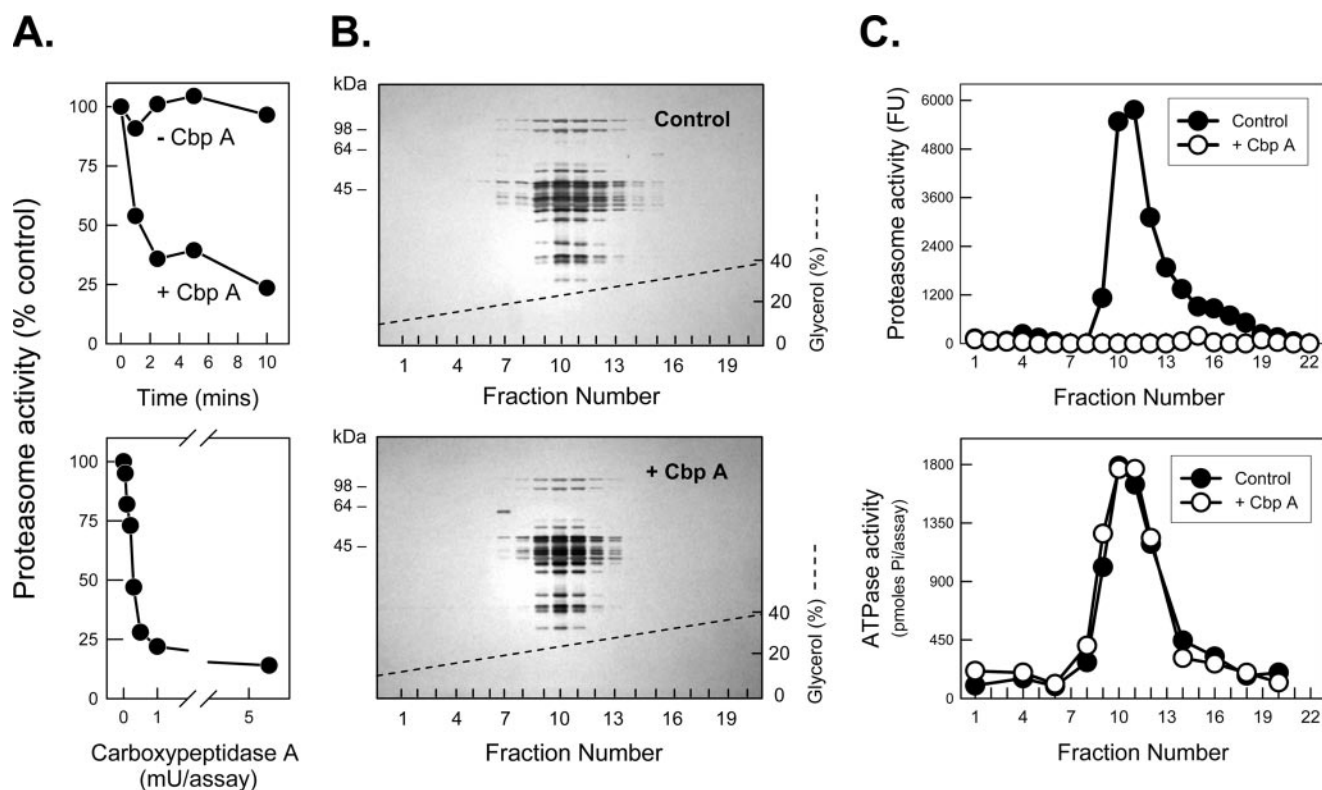 A.
Proteasome activity (% control)
100
75
50
25
0
- Cbp A
+ Cbp A
0 2 4 6 8 10
Time (mins)
100
75
50
25
0
0 1 5
Carboxypeptidase A
(mU/assay)
B.
kDa
98 –
64 –
45 –
Control
40
20
0
Glycerol (%) -----
1 4 7 10 13 16 19
Fraction Number
kDa
98 –
64 –
45 –
+ Cbp A
40
20
0
Glycerol (%) -----
1 4 7 10 13 16 19
Fraction Number
C.
Proteasome activity (FU)
6000
4800
3600
2400
1200
0
Control
+ Cbp A
1 4 7 10 13 16 19 22
Fraction Number
ATPase activity
(pmoles Pi/assay)
1800
1350
900
450
0
Control
+ Cbp A
1 4 7 10 13 16 19 22
Fraction Number